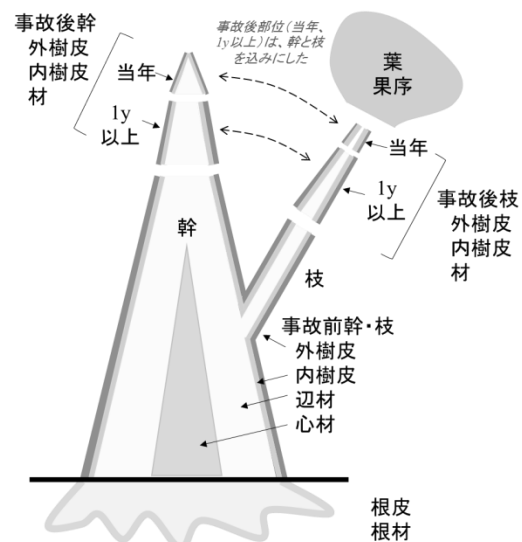 事故後幹
外樹皮
内樹皮
材
当年
1y
以上
事故後部位(当年、
1y以上)は、幹と枝
を込みにした
葉
果序
当年
1y
以上
事故後枝
外樹皮
内樹皮
材
幹
枝
事故前幹・枝
外樹皮
内樹皮
辺材
心材
根皮
根材